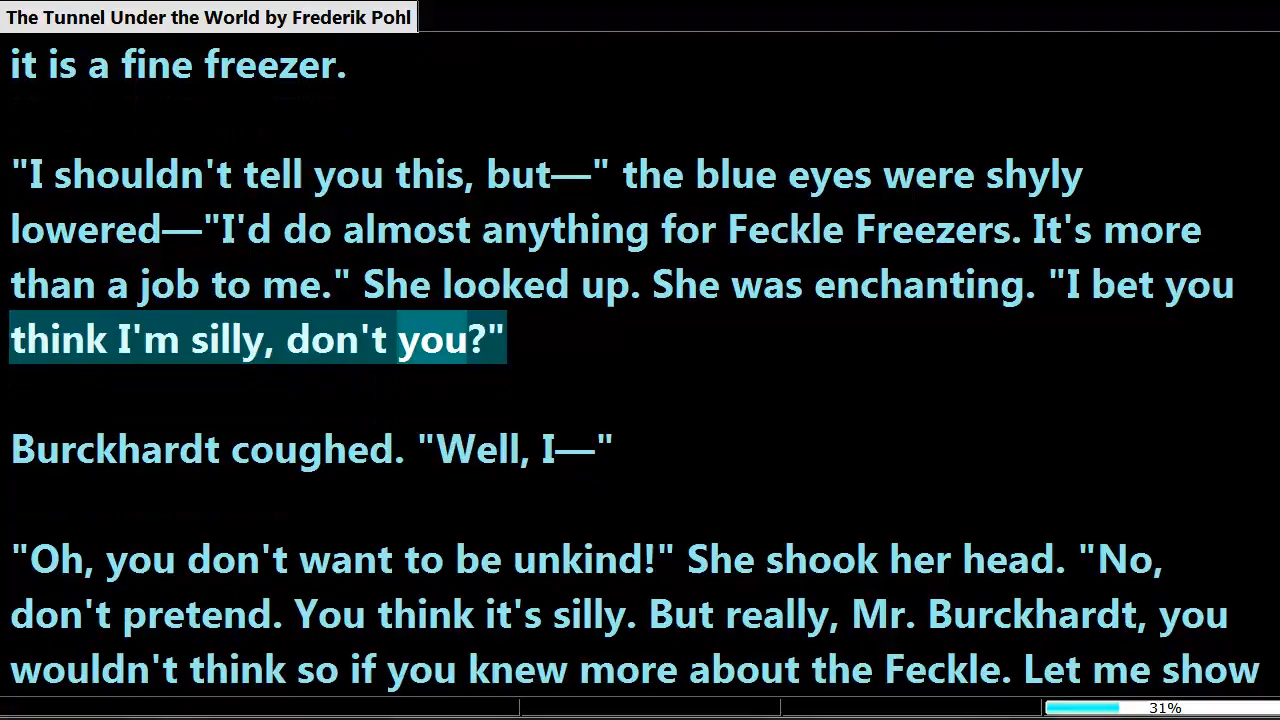 The Tunnel Under the World by Frederik Pohl
it is a fine freezer.
"I shouldn't tell you this, but—" the blue eyes were shyly
lowered—"I'd do almost anything for Feckle Freezers. It's more
than a job to me." She looked up. She was enchanting. "I bet you
think I'm silly, don't you?"
Burckhardt coughed. "Well, I—"
"Oh, you don't want to be unkind!" She shook her head. "No,
don't pretend. You think it's silly. But really, Mr. Burckhardt, you
wouldn't think so if you knew more about the Feckle. Let me show
31%